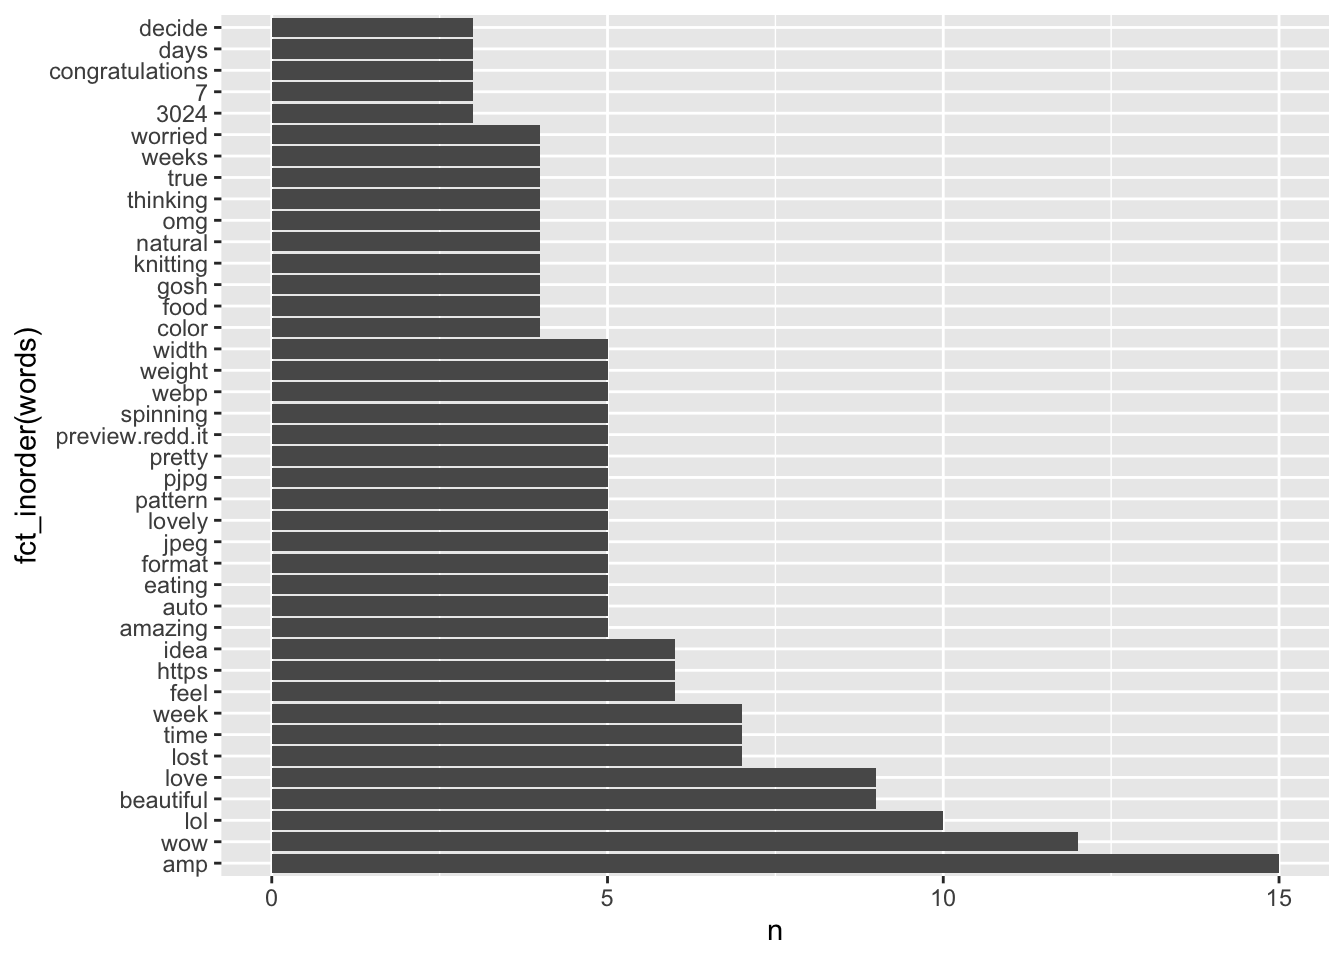 decide
days
congratulations
7
3024
worried
weeks
true
thinking
omg
natural
knitting
gosh
food
color
width
weight
webp
spinning
preview.redd.it
pretty
pjpg
pattern
lovely
jpeg
format
eating
auto
amazing
idea
https
feel
week
time
lost
love
beautiful
lol
wow
amp
fct_inorder(words)
0 5 10 15
n